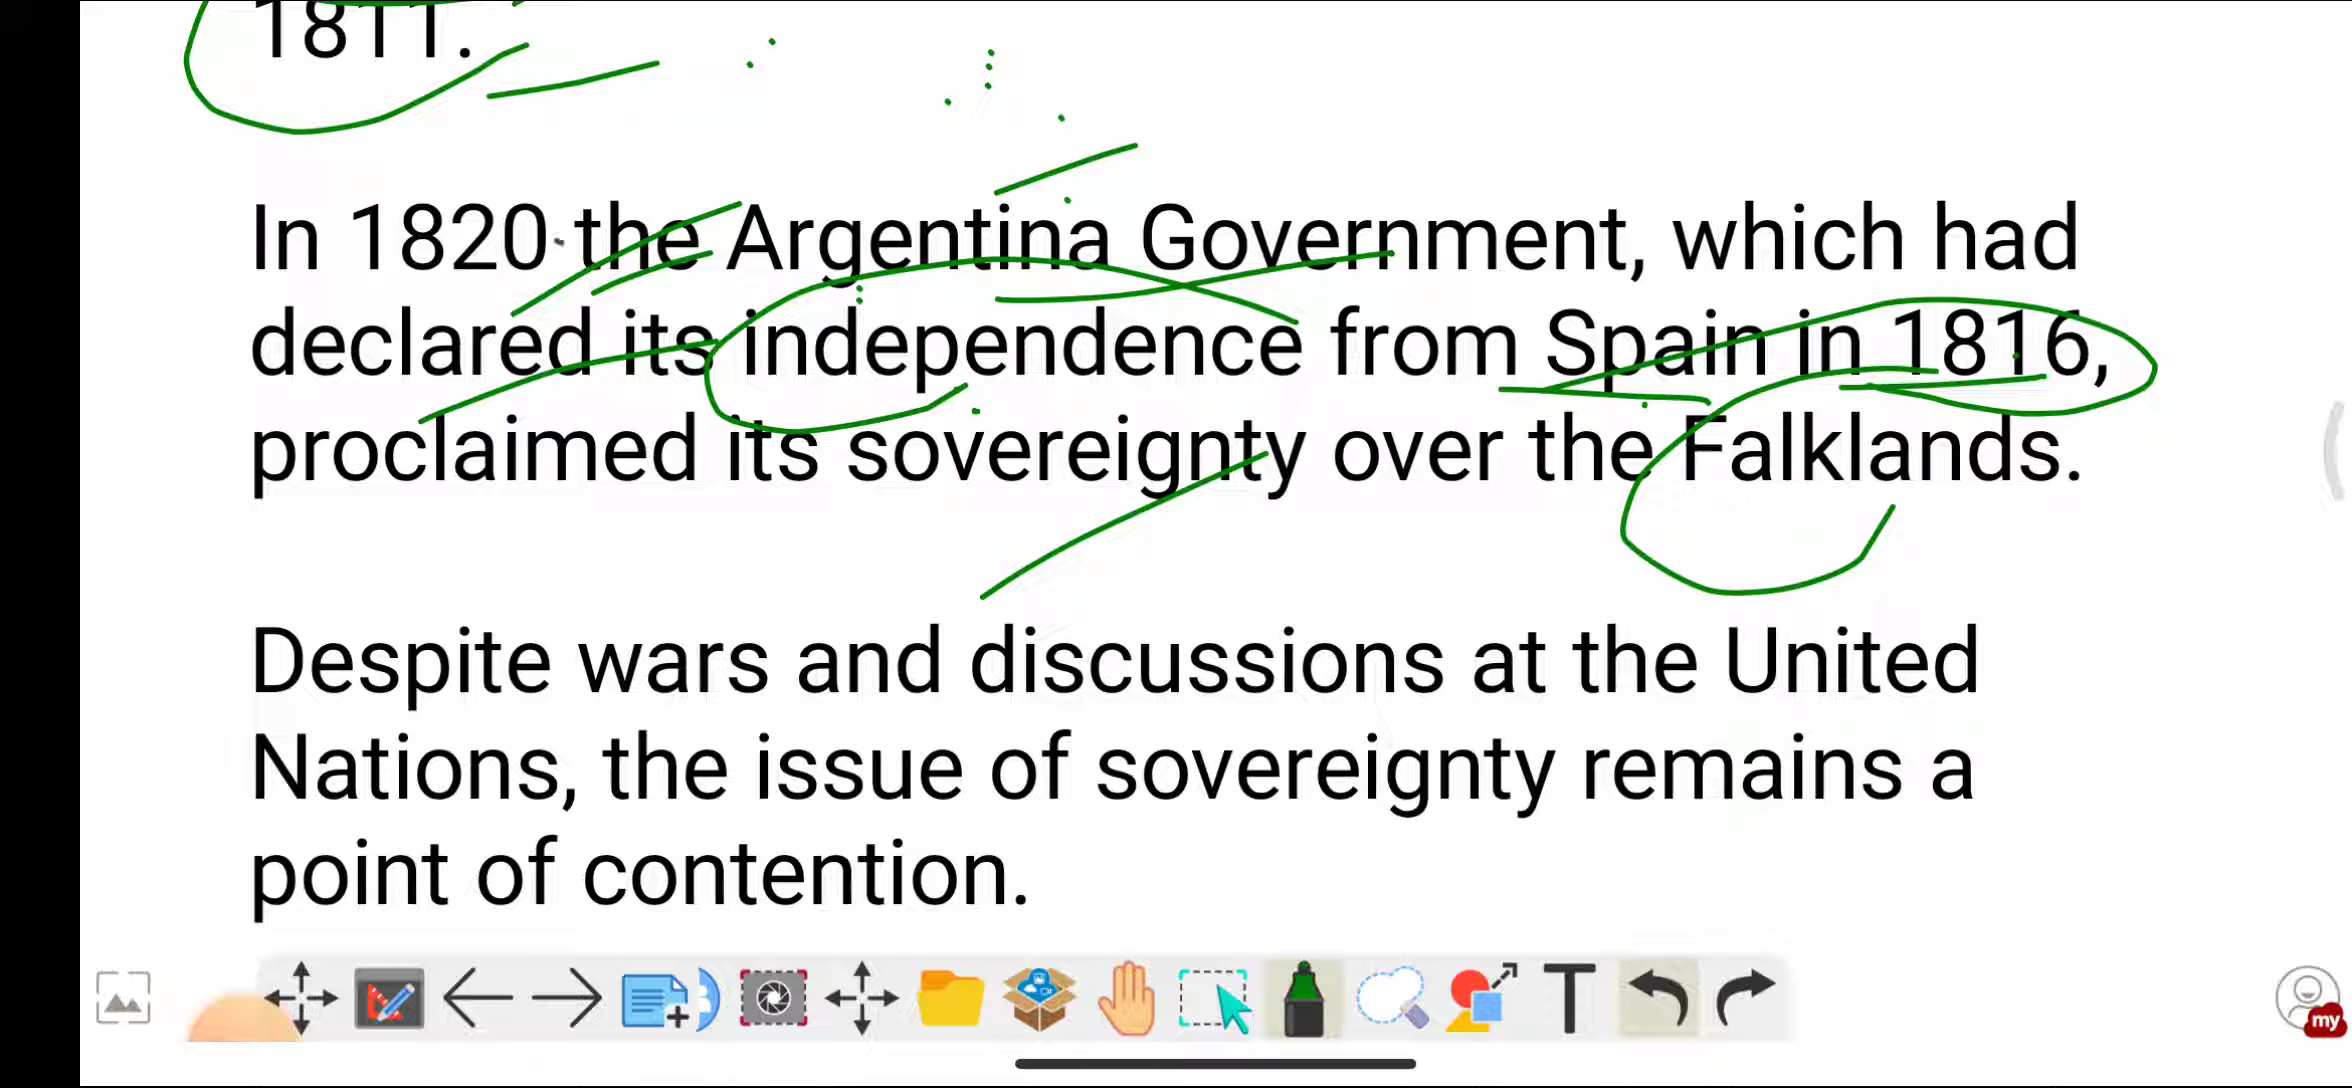 1811.
In 1820 the Argentina Government, which had
declared its independence from Spain in 1816,
proclaimed its sovereignty over the Falklands.
Despite wars and discussions at the United
Nations, the issue of sovereignty remains a
point of contention.
T
my